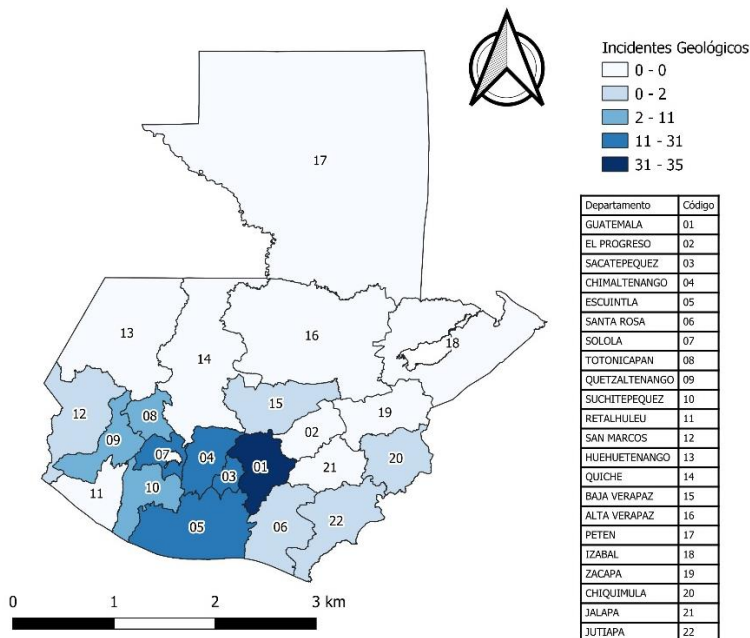 Incidentes Geológicos
0 - 0
0 - 2
2 - 11
11 - 31
31 - 35
Departamento Código
GUATEMALA 01
EL PROGRESO 02
SACATEPEQUEZ 03
CHIMALTENANGO 04
ESCUINTLA 05
SANTA ROSA 06
SOLOLA 07
TOTONICAPAN 08
QUETZALTENANGO 09
SUCHITEPEQUEZ 10
RETALHULEU 11
SAN MARCOS 12
HUEHUETENANGO 13
QUICHE 14
BAJA VERAPAZ 15
ALTA VERAPAZ 16
PETEN 17
IZABAL 18
ZACAPA 19
CHIQUIMULA 20
JALAPA 21
JUTIAPA 22
17
13
14
16
18
12
08
15
19
09
02
07
04
01
03
21
20
11
10
05
06
22
0 1 2 3 km